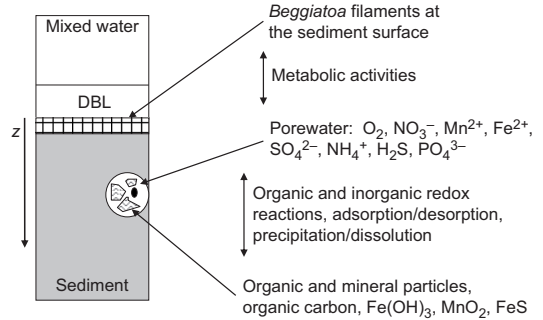 Mixed water
DBL
z
Sediment
Beggiatoa filaments at
the sediment surface
Metabolic activities
Porewater: O₂, NO₃⁻, Mn²⁺, Fe²⁺,
SO₄²⁻, NH₄⁺, H₂S, PO₄³⁻
Organic and inorganic redox
reactions, adsorption/desorption,
precipitation/dissolution
Organic and mineral particles,
organic carbon, Fe(OH)₃, MnO₂, FeS